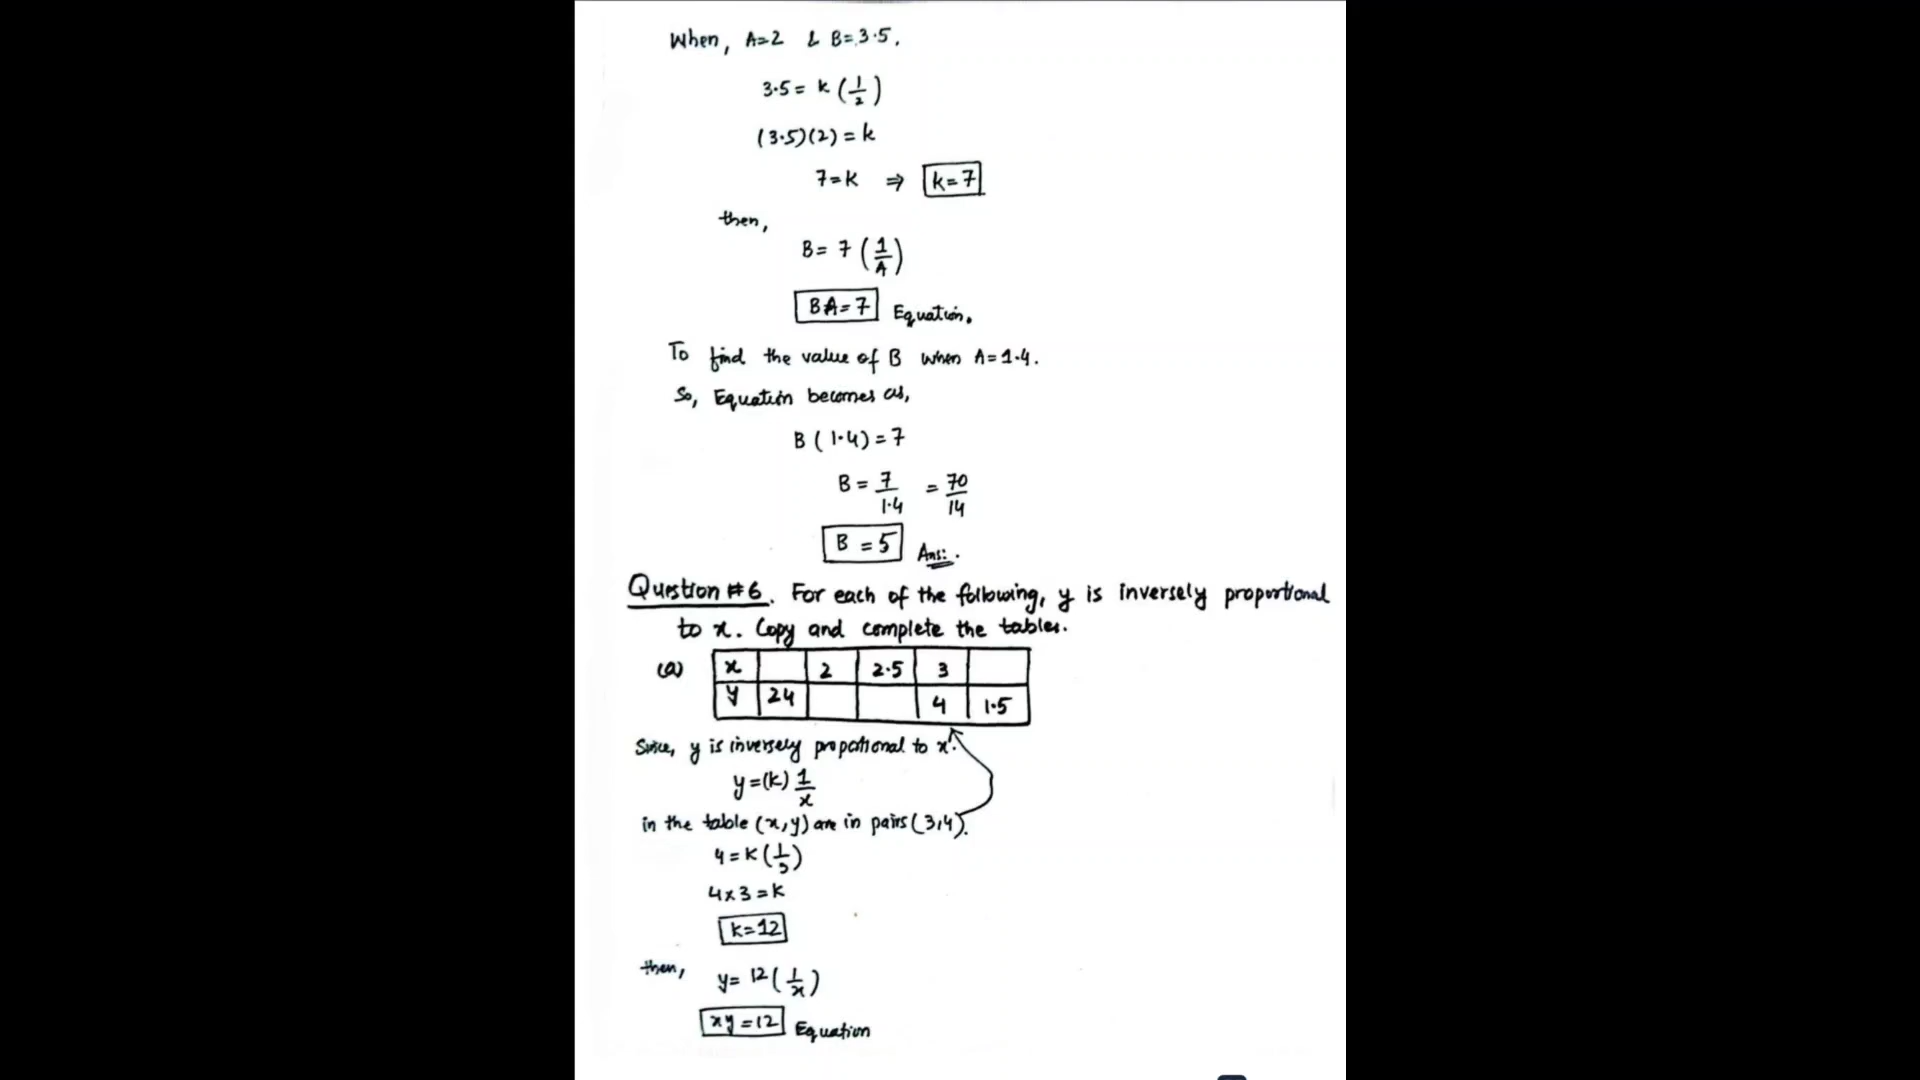 When, A=2 & B=3.5.
3.5 = k (1/2)
(3.5)(2) = k
7=k ⇒ k=7
then,
B= 7 (1/A)
BA=7 Equation.
To find the value of B when A=1.4.
So, Equation becomes as,
B (1.4) = 7
B = 7/1.4 = 70/14
B = 5 Ans:.
Question #6. For each of the following, y is inversely proportional
to x. Copy and complete the tables.
(a) x 2 2.5 3
y 24 4 1.5
Since, y is inversely propotional to x.
y=(k) 1/x
in the table (x,y) are in pairs (3,4).
4 = k (1/3)
4x3=k
k=12
then, y= 12 (1/x)
xy=12 Equation